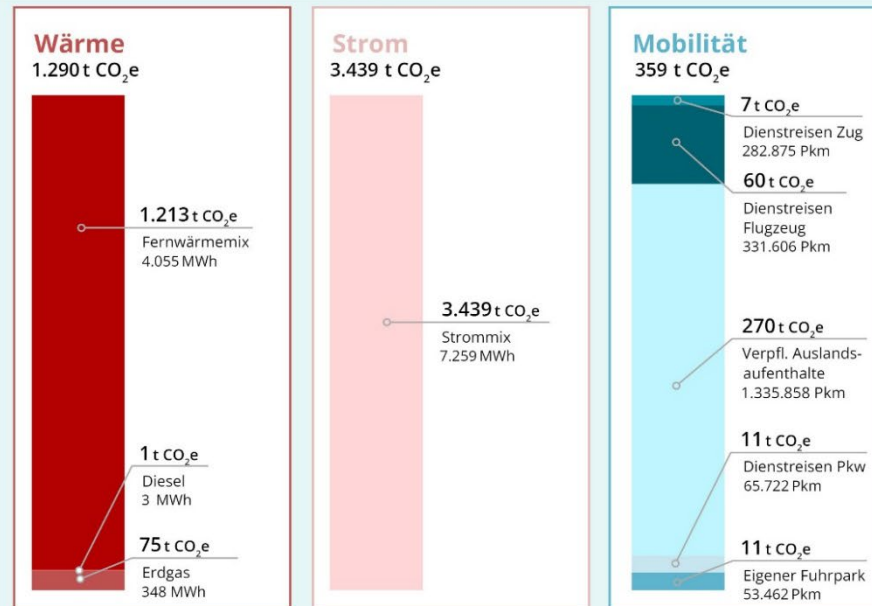 Wärme
1.290 t CO₂e
1.213 t CO₂e
Fernwärmemix
4.055 MWh
1 t CO₂e
Diesel
3 MWh
75 t CO₂e
Erdgas
348 MWh
Strom
3.439 t CO₂e
3.439 t CO₂e
Strommix
7.259 MWh
Mobilität
359 t CO₂e
7 t CO₂e
Dienstreisen Zug
282.875 Pkm
60 t CO₂e
Dienstreisen
Flugzeug
331.606 Pkm
270 t CO₂e
Verpfl. Auslands-
aufenthalte
1.335.858 Pkm
11 t CO₂e
Dienstreisen Pkw
65.722 Pkm
11 t CO₂e
Eigener Fuhrpark
53.462 Pkm